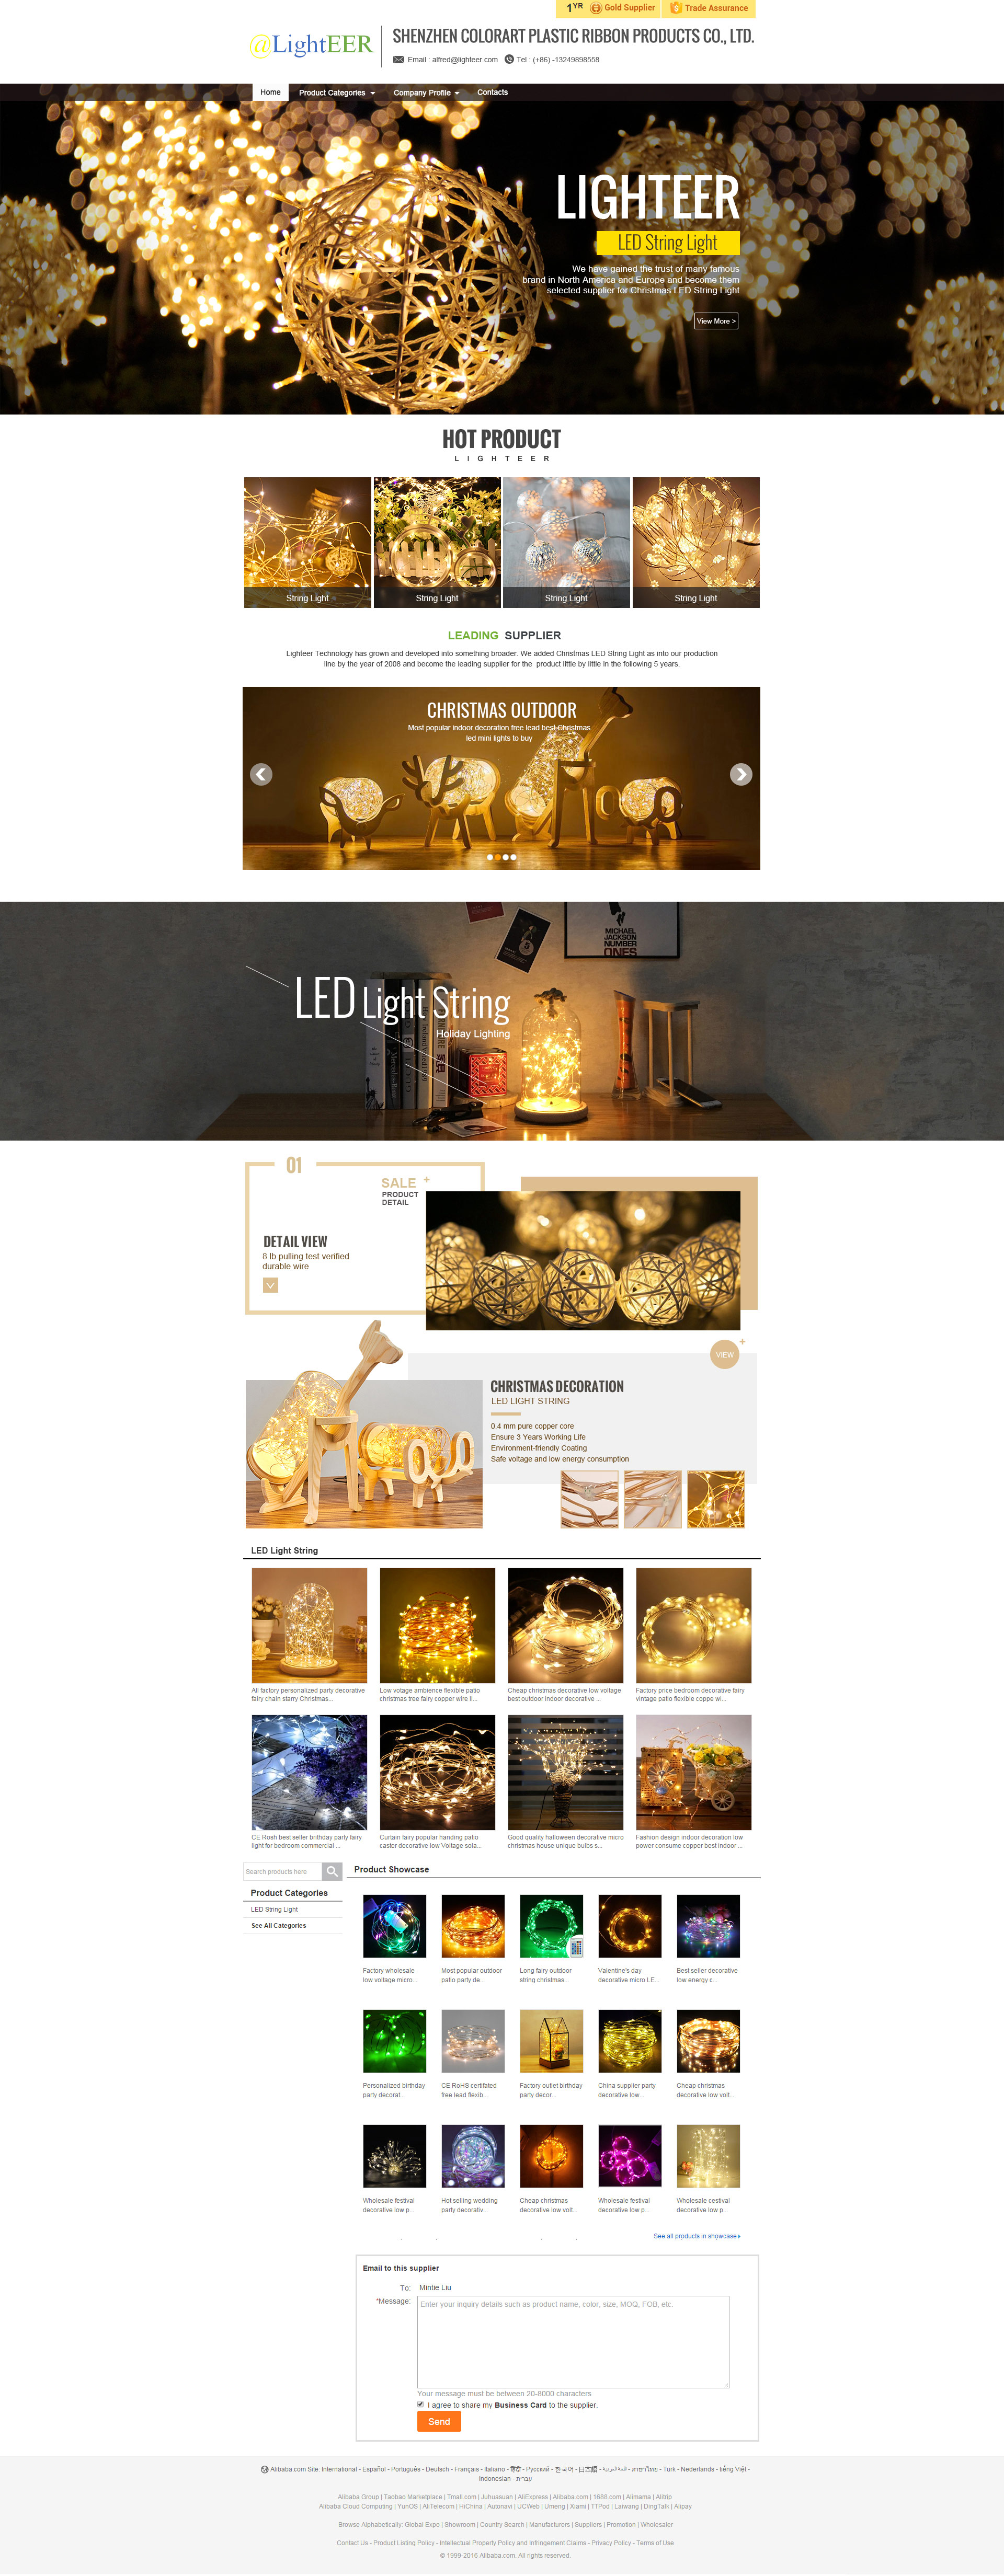 1YR Gold Supplier Trade Assurance
@LightEER
SHENZHEN COLORART PLASTIC RIBBON PRODUCTS CO., LTD.
Email : alfred@lighteer.com Tel : (+86) -13249898558
Home Product Categories Company Profile Contacts
LIGHTEER
LED String Light
We have gained the trust of many famous
brand in North America and Europe and become them
selected supplier for Christmas LED String Light
View More >
HOT PRODUCT
LIGHTEER
String Light String Light String Light String Light
LEADING SUPPLIER
Lighteer Technology has grown and developed into something broader. We added Christmas LED String Light as into our production
line by the year of 2008 and become the leading supplier for the product little by little in the following 5 years.
CHRISTMAS OUTDOOR
Most popular indoor decoration free lead best Christmas
led mini lights to buy
MICHAEL
JACKSON
NUMBER
ONES
LED Light String
Holiday Lighting
01
SALE +
PRODUCT
DETAIL
DETAIL VIEW
8 lb pulling test verified
durable wire
VIEW +
CHRISTMAS DECORATION
LED LIGHT STRING
0.4 mm pure copper core
Ensure 3 Years Working Life
Environment-friendly Coating
Safe voltage and low energy consumption
LED Light String
All factory personalized party decorative
fairy chain starry Christmas...
Low votage ambience flexible patio
christmas tree fairy copper wire li...
Cheap christmas decorative low voltage
best outdoor indoor decorative ...
Factory price bedroom decorative fairy
vintage patio flexible coppe wi...
CE Rosh best seller brithday party fairy
light for bedroom commercial ...
Curtain fairy popular handing patio
caster decorative low Voltage sola...
Good quality halloween decorative micro
christmas house unique bulbs s...
Fashion design indoor decoration low
power consume copper best indoor ...
Search products here
Product Categories
LED String Light
See All Categories
Product Showcase
Factory wholesale
low voltage micro...
Most popular outdoor
patio party de...
Long fairy outdoor
string christmas...
Valentine's day
decorative micro LE...
Best seller decorative
low energy c...
Personalized birthday
party decorat...
CE RoHS certifated
free lead flexib...
Factory outlet birthday
party decor...
China supplier party
decorative low...
Cheap christmas
decorative low volt...
Wholesale festival
decorative low p...
Hot selling wedding
party decorativ...
Cheap christmas
decorative low volt...
Wholesale festival
decorative low p...
Wholesale cestival
decorative low p...
See all products in showcase
Email to this supplier
To: Mintie Liu
*Message: Enter your inquiry details such as product name, color, size, MOQ, FOB, etc.
Your message must be between 20-8000 characters
I agree to share my Business Card to the supplier.
Send
Alibaba.com Site: International - Español - Português - Deutsch - Français - Italiano - हिंदी - Pусский - 한국어 - 日本語 - اللغة العربية - ภาษาไทย - Türk - Nederlands - tiếng Việt -
Indonesian - עברית
Alibaba Group | Taobao Marketplace | Tmall.com | Juhuasuan | AliExpress | Alibaba.com | 1688.com | Alimama | Alitrip
Alibaba Cloud Computing | YunOS | AliTelecom | HiChina | Autonavi | UCWeb | Umeng | Xiami | TTPod | Laiwang | DingTalk | Alipay
Browse Alphabetically: Global Expo | Showroom | Country Search | Manufacturers | Suppliers | Promotion | Wholesaler
Contact Us - Product Listing Policy - Intellectual Property Policy and Infringement Claims - Privacy Policy - Terms of Use
© 1999-2016 Alibaba.com. All rights reserved.